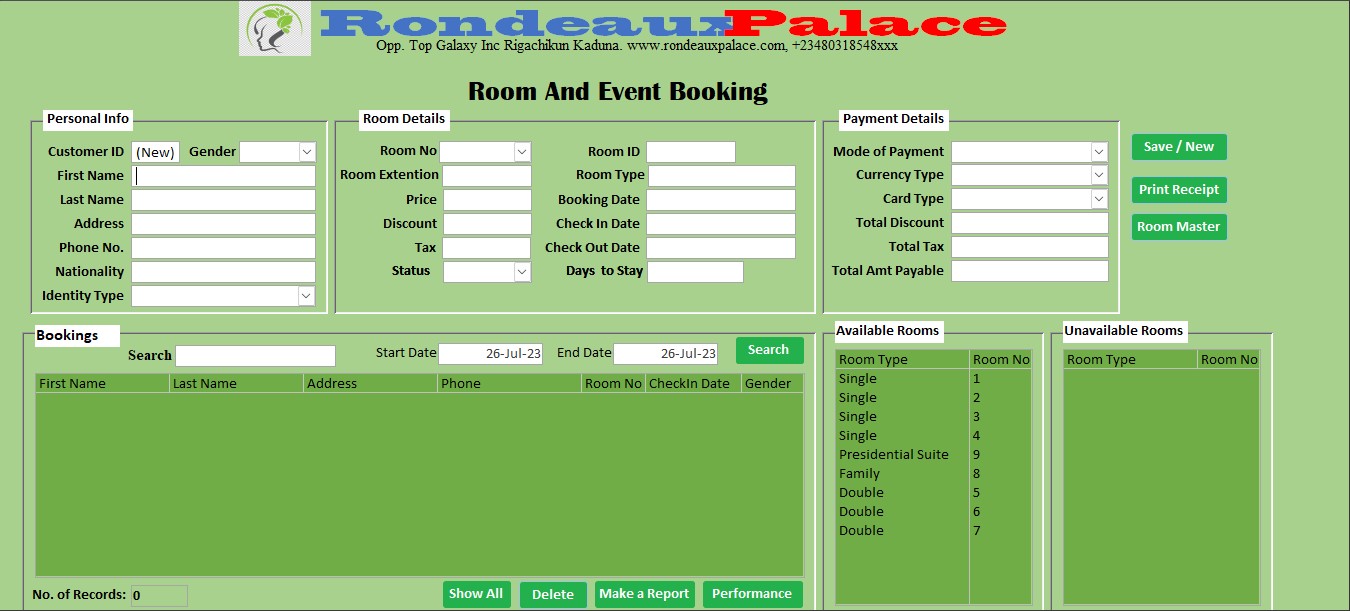 RondeauxPalace
Opp. Top Galaxy Inc Rigachikun Kaduna. www.rondeauxpalace.com, +23480318548xxx
Room And Event Booking
Personal Info
Customer ID (New) Gender
First Name
Last Name
Address
Phone No.
Nationality
Identity Type
Room Details
Room No Room ID
Room Extention Room Type
Price Booking Date
Discount Check In Date
Tax Check Out Date
Status Days to Stay
Payment Details
Mode of Payment
Currency Type
Card Type
Total Discount
Total Tax
Total Amt Payable
Save / New
Print Receipt
Room Master
Bookings
Search Start Date 26-Jul-23 End Date 26-Jul-23 Search
First Name Last Name Address Phone Room No CheckIn Date Gender
No. of Records: 0 Show All Delete Make a Report Performance
Available Rooms
Room Type Room No
Single 1
Single 2
Single 3
Single 4
Presidential Suite 9
Family 8
Double 5
Double 6
Double 7
Unavailable Rooms
Room Type Room No